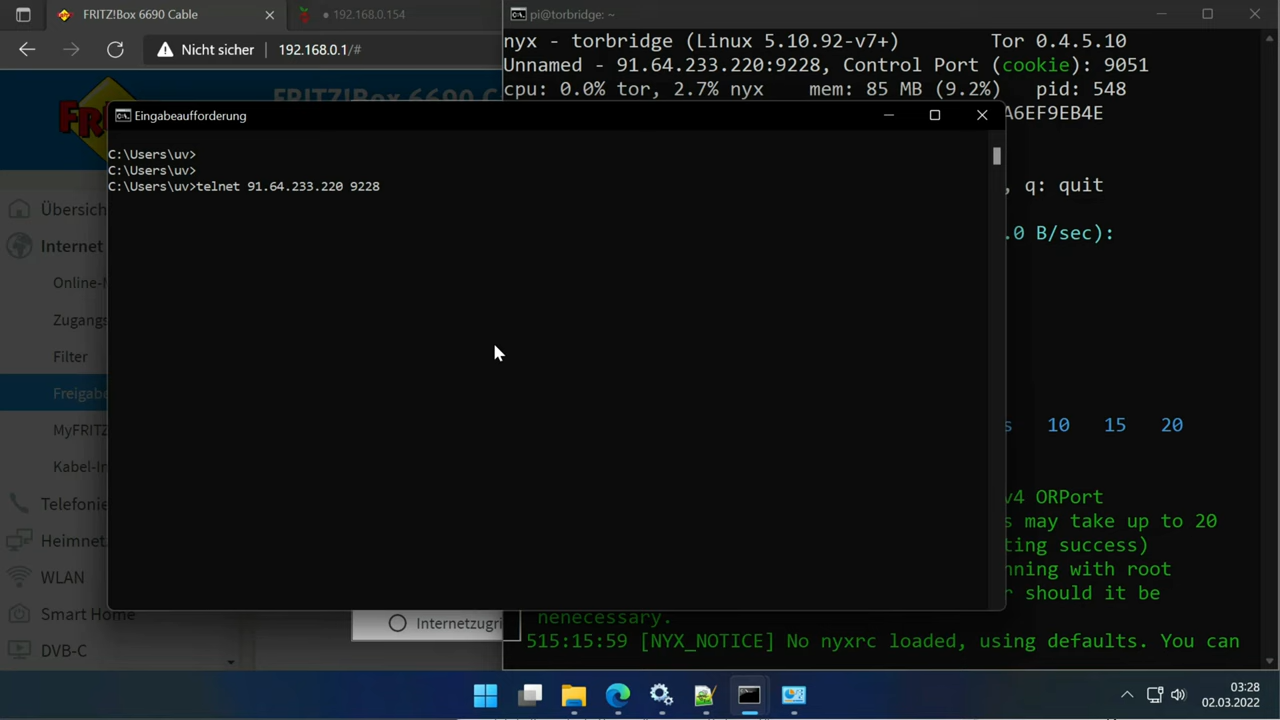 FRITZ!Box 6690 Cable
192.168.0.154
Nicht sicher
192.168.0.1/#
FRITZ!Box 6690 C
pi@torbridge: ~
nyx - torbridge (Linux 5.10.92-v7+) Tor 0.4.5.10
Unnamed - 91.64.233.220:9228, Control Port (cookie): 9051
cpu: 0.0% tor, 2.7% nyx mem: 85 MB (9.2%) pid: 548
A6EF9EB4E
, q: quit
.0 B/sec):
s 10 15 20
v4 ORPort
s may take up to 20
ting success)
nning with root
r should it be
nenecessary.
515:15:59 [NYX_NOTICE] No nyxrc loaded, using defaults. You can
Eingabeaufforderung
C:\Users\uv>
C:\Users\uv>
C:\Users\uv>telnet 91.64.233.220 9228
Übersich
Internet
Online-M
Zugangs
Filter
Freigabe
MyFRITZ
Kabel-In
Telefonie
Heimnet
WLAN
Smart Home
DVB-C
Internetzugri
03:28
02.03.2022